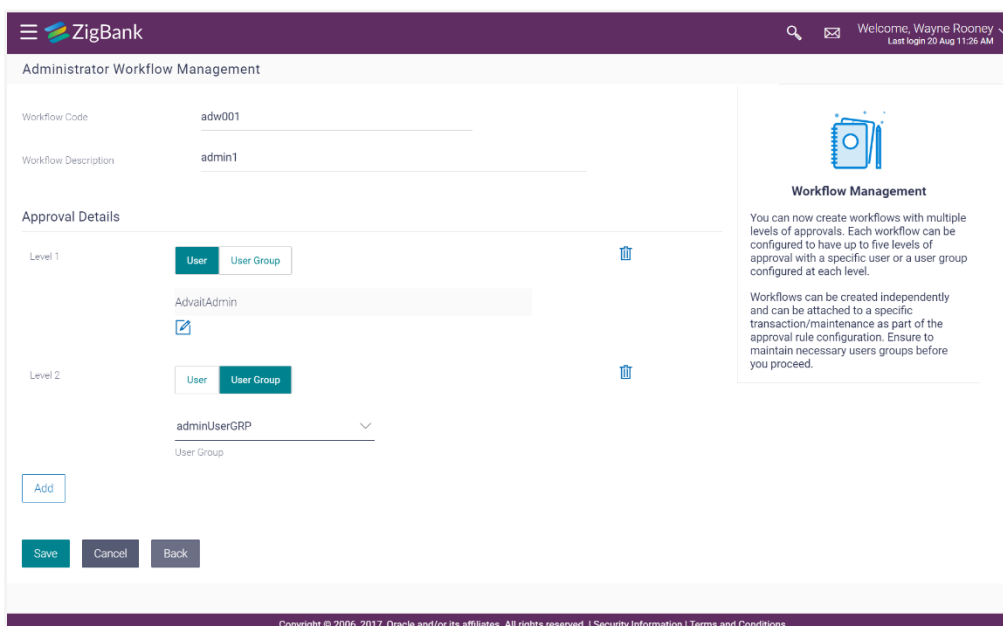 ZigBank
Welcome, Wayne Rooney
Last login 20 Aug 11:26 AM
Administrator Workflow Management
Workflow Code
adw001
Workflow Description
admin1
Approval Details
Level 1
User
User Group
AdvaitAdmin
Level 2
User
User Group
adminUserGRP
User Group
Add
Save
Cancel
Back
Workflow Management
You can now create workflows with multiple
levels of approvals. Each workflow can be
configured to have up to five levels of
approval with a specific user or a user group
configured at each level.
Workflows can be created independently
and can be attached to a specific
transaction/maintenance as part of the
approval rule configuration. Ensure to
maintain necessary users groups before
you proceed.
Copyright © 2006, 2017, Oracle and/or its affiliates. All rights reserved. | Security Information | Terms and Conditions